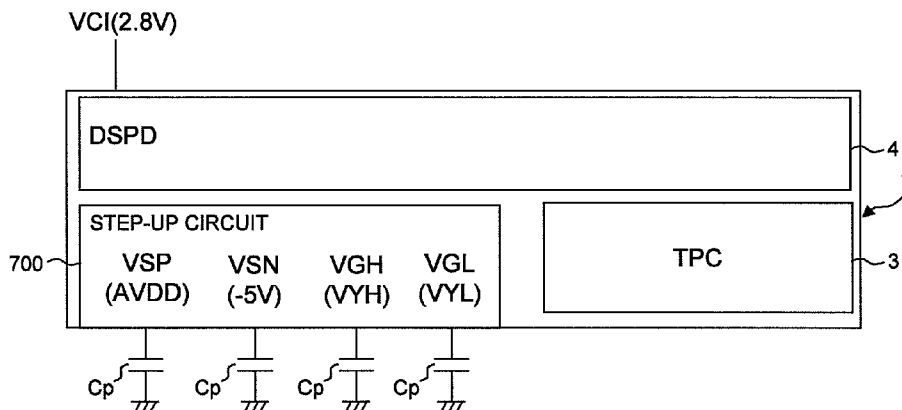 VCI(2.8V)
DSPD
4
STEP-UP CIRCUIT
700
VSP VSN VGH VGL
(AVDD) (-5V) (VYH) (VYL)
TPC
3
Cp Cp Cp Cp